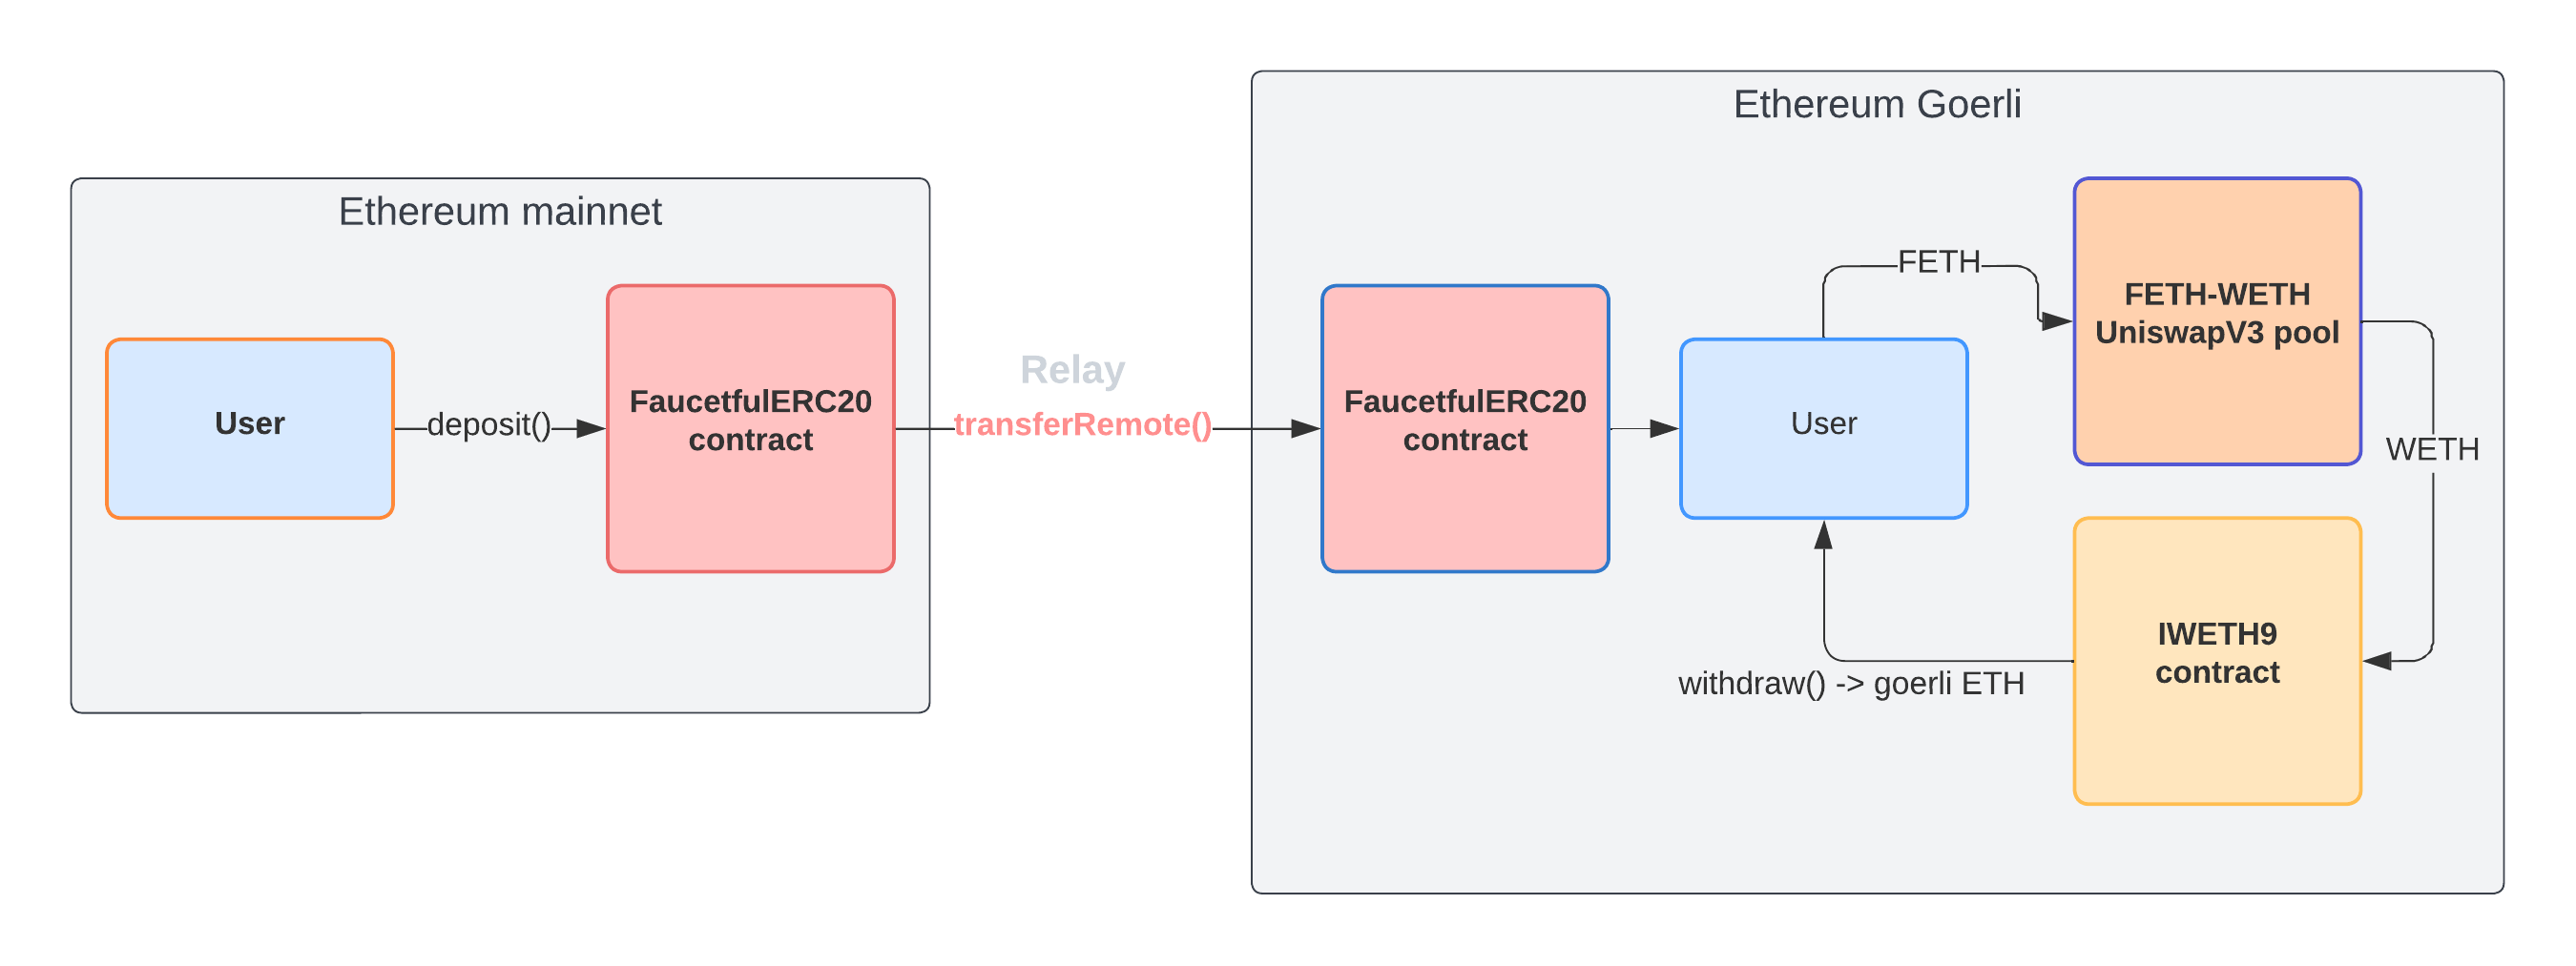 Ethereum mainnet
User
deposit()
FaucetfulERC20
contract
Relay
transferRemote()
Ethereum Goerli
FaucetfulERC20
contract
User
FETH
FETH-WETH
UniswapV3 pool
WETH
IWETH9
contract
withdraw() -> goerli ETH